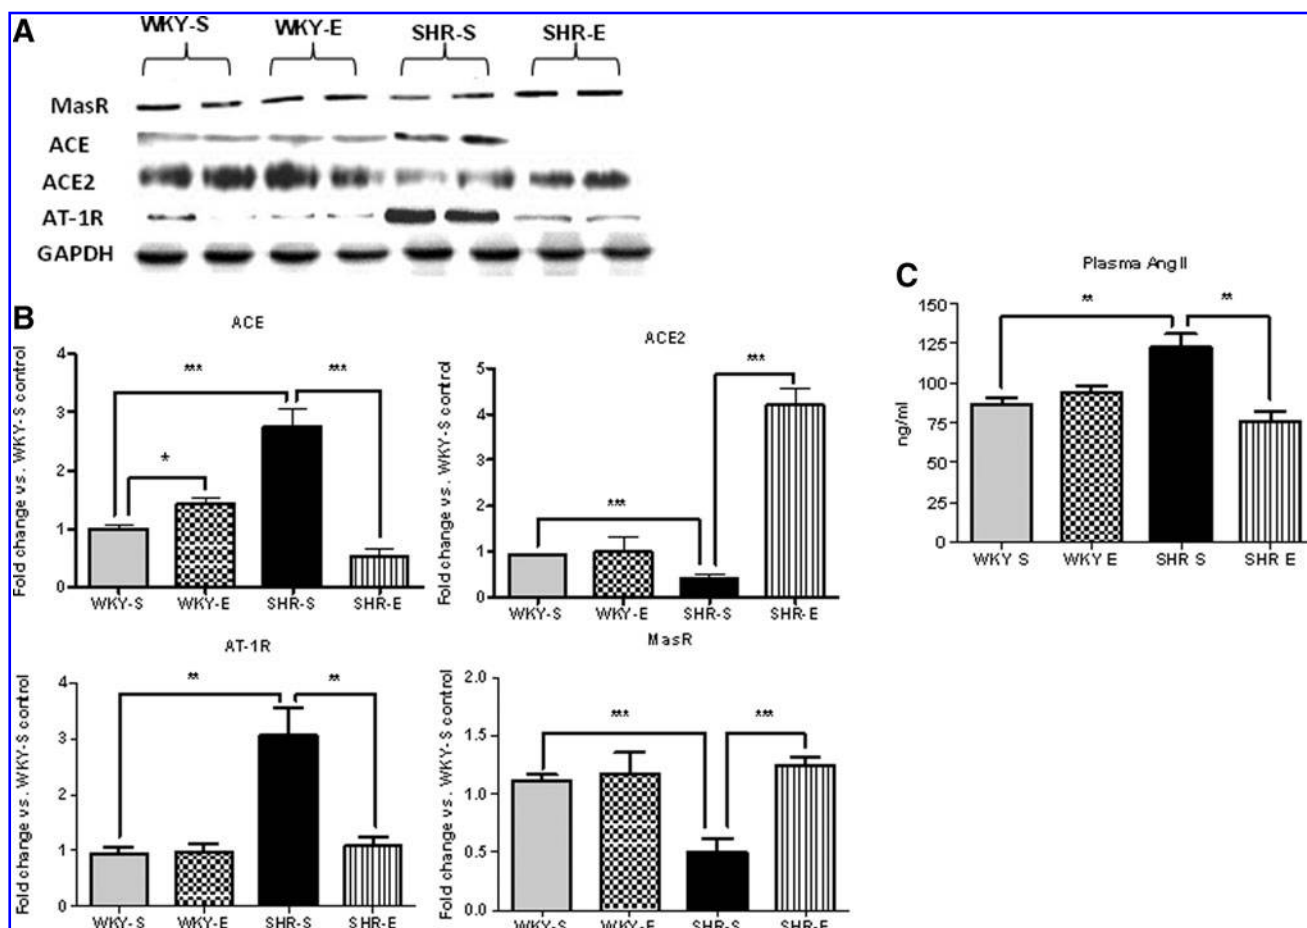 A
WKY-S WKY-E SHR-S SHR-E
MasR
ACE
ACE2
AT-1R
GAPDH
B
ACE
Fold change vs. WKY-S control
4
3
2
1
0
***
***
*
WKY-S WKY-E SHR-S SHR-E
ACE2
Fold change vs. WKY-S control
5
4
2
1
0
***
***
WKY-S WKY-E SHR-S SHR-E
AT-1R
Fold change vs. WKY-S control
4
3
2
1
0
**
**
WKY-S WKY-E SHR-S SHR-E
MasR
Fold change vs. WKY-S control
2.0
1.5
1.0
0.5
0.0
***
***
WKY-S WKY-E SHR-S SHR-E
C
Plasma AngII
ng/ml
150
125
100
75
50
25
0
**
**
WKY S WKY E SHR S SHR E